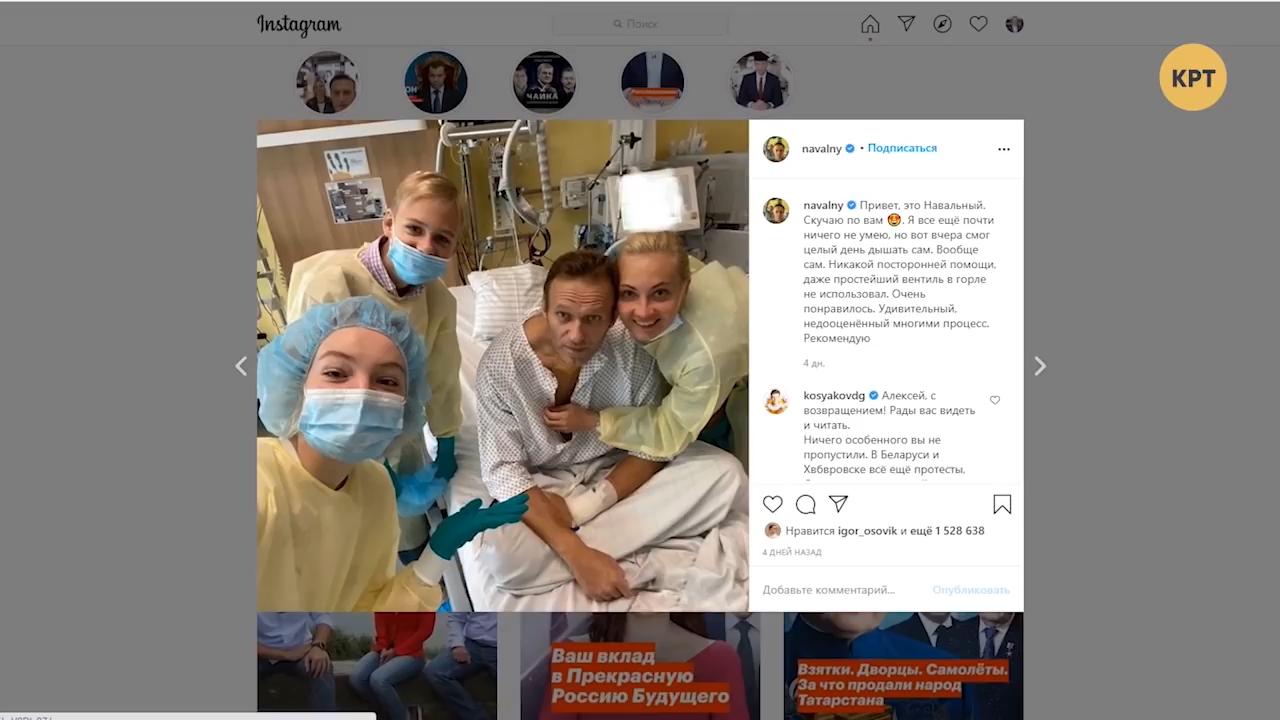 Instagram
Поиск
КРТ
ЧАЙКА
navalny • Подписаться
navalny Привет, это Навальный.
Скучаю по вам 😍. Я все ещё почти
ничего не умею, но вот вчера смог
целый день дышать сам. Вообще
сам. Никакой посторонней помощи,
даже простейший вентиль в горле
не использовал. Очень
понравилось. Удивительный,
недооценённый многими процесс.
Рекомендую
4 дн.
kosyakovdg Алексей, с
возвращением! Рады вас видеть
и читать.
Ничего особенного вы не
пропустили. В Беларуси и
Хвбвровске всё ещё протесты,
Нравится igor_osovik и ещё 1 528 638
4 ДНЕЙ НАЗАД
Добавьте комментарий...
Опубликовать
Ваш вклад
в Прекрасную
Россию Будущего
Взятки. Дворцы. Самолёты.
За что продали народ
Татарстана